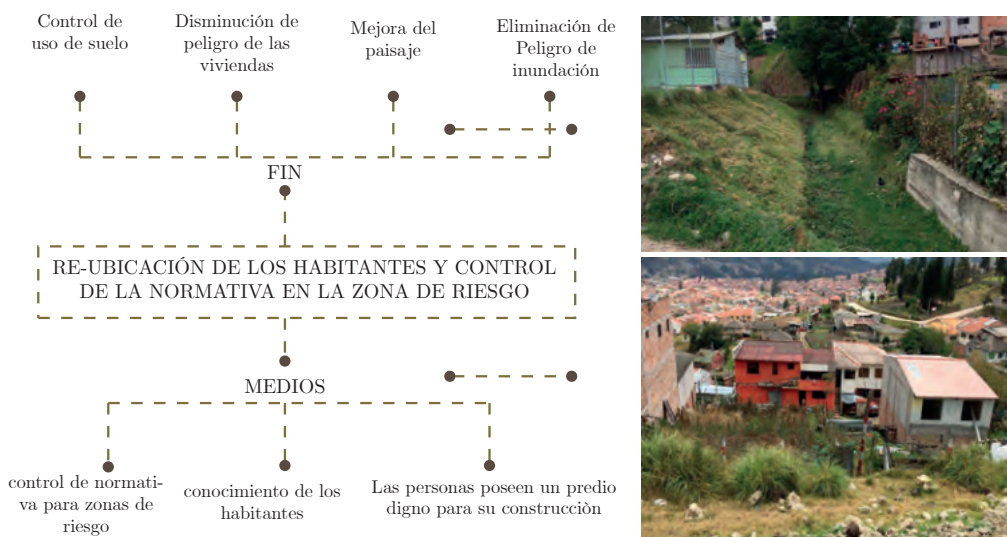 Control de
uso de suelo
Disminución de
peligro de las
viviendas
Mejora del
paisaje
Eliminación de
Peligro de
inundación
FIN
RE-UBICACIÓN DE LOS HABITANTES Y CONTROL
DE LA NORMATIVA EN LA ZONA DE RIESGO
MEDIOS
control de normati-
va para zonas de
riesgo
conocimiento de los
habitantes
Las personas poseen un predio
digno para su construcciòn